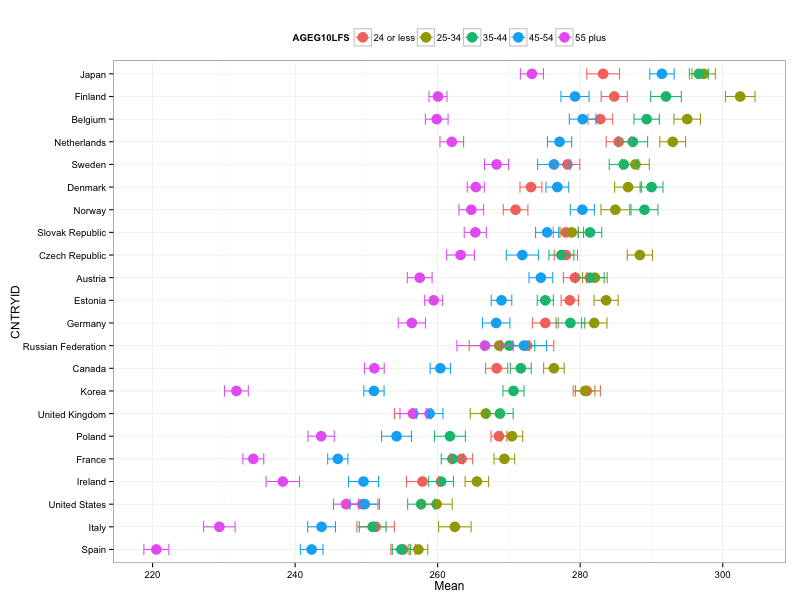 AGEG10LFS 24 or less 25-34 35-44 45-54 55 plus
CNTRYID
Japan
Finland
Belgium
Netherlands
Sweden
Denmark
Norway
Slovak Republic
Czech Republic
Austria
Estonia
Germany
Russian Federation
Canada
Korea
United Kingdom
Poland
France
Ireland
United States
Italy
Spain
220 240 260 280 300
Mean